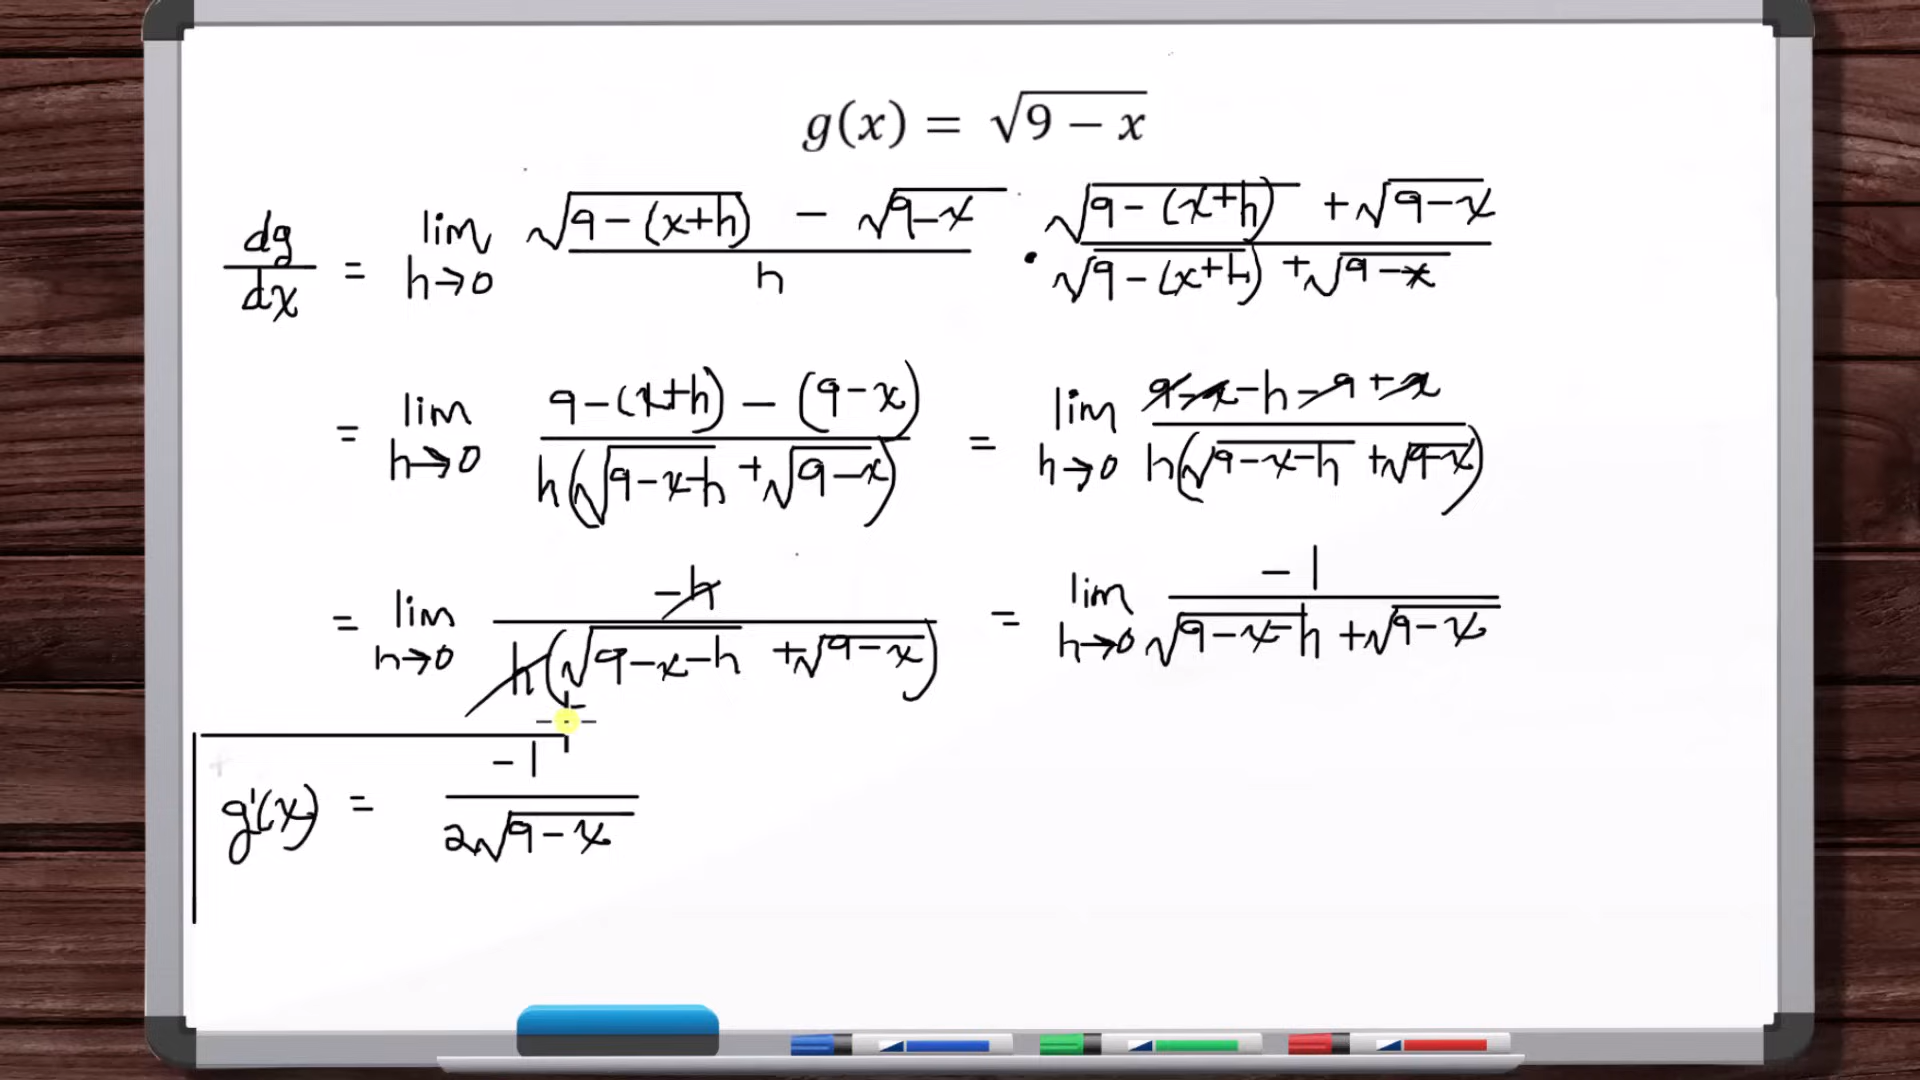 g(x) = √(9 − x)
dg/dx = lim h→0 (√(9−(x+h)) − √(9−x))/h · (√(9−(x+h)) + √(9−x))/(√(9−(x+h)) + √(9−x))
= lim h→0 (9−(x+h) − (9−x))/(h(√(9−x−h) + √(9−x))) = lim h→0 (9−x−h−9+x)/(h(√(9−x−h) + √(9−x)))
= lim h→0 −h/(h(√(9−x−h) + √(9−x))) = lim h→0 −1/(√(9−x−h) + √(9−x))
g'(x) = −1/(2√(9−x))